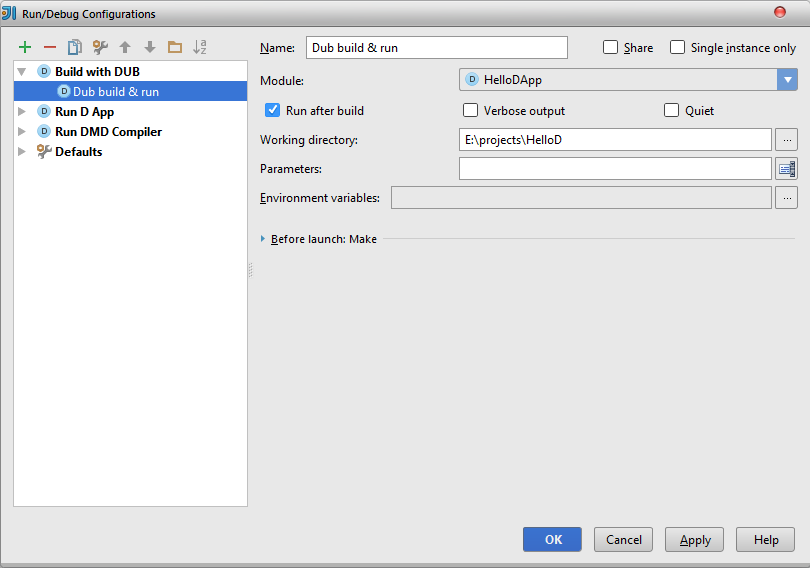 Run/Debug Configurations
Name: Dub build & run
Share
Single instance only
Build with DUB
Dub build & run
Run D App
Run DMD Compiler
Defaults
Module: HelloDApp
Run after build
Verbose output
Quiet
Working directory: E:\projects\HelloD ...
Parameters:
Environment variables: ...
Before launch: Make
OK
Cancel
Apply
Help